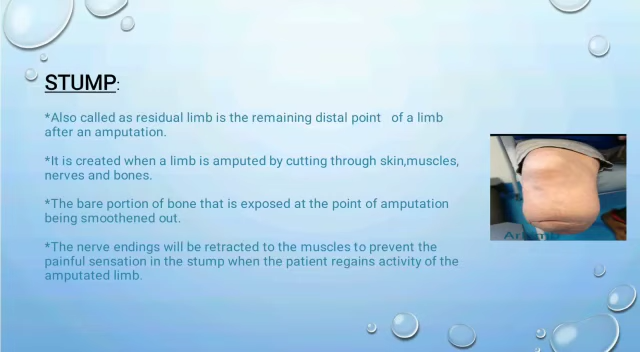 STUMP:
*Also called as residual limb is the remaining distal point of a limb
after an amputation.
*It is created when a limb is amputed by cutting through skin,muscles,
nerves and bones.
*The bare portion of bone that is exposed at the point of amputation
being smoothened out.
*The nerve endings will be retracted to the muscles to prevent the
painful sensation in the stump when the patient regains activity of the
amputated limb.